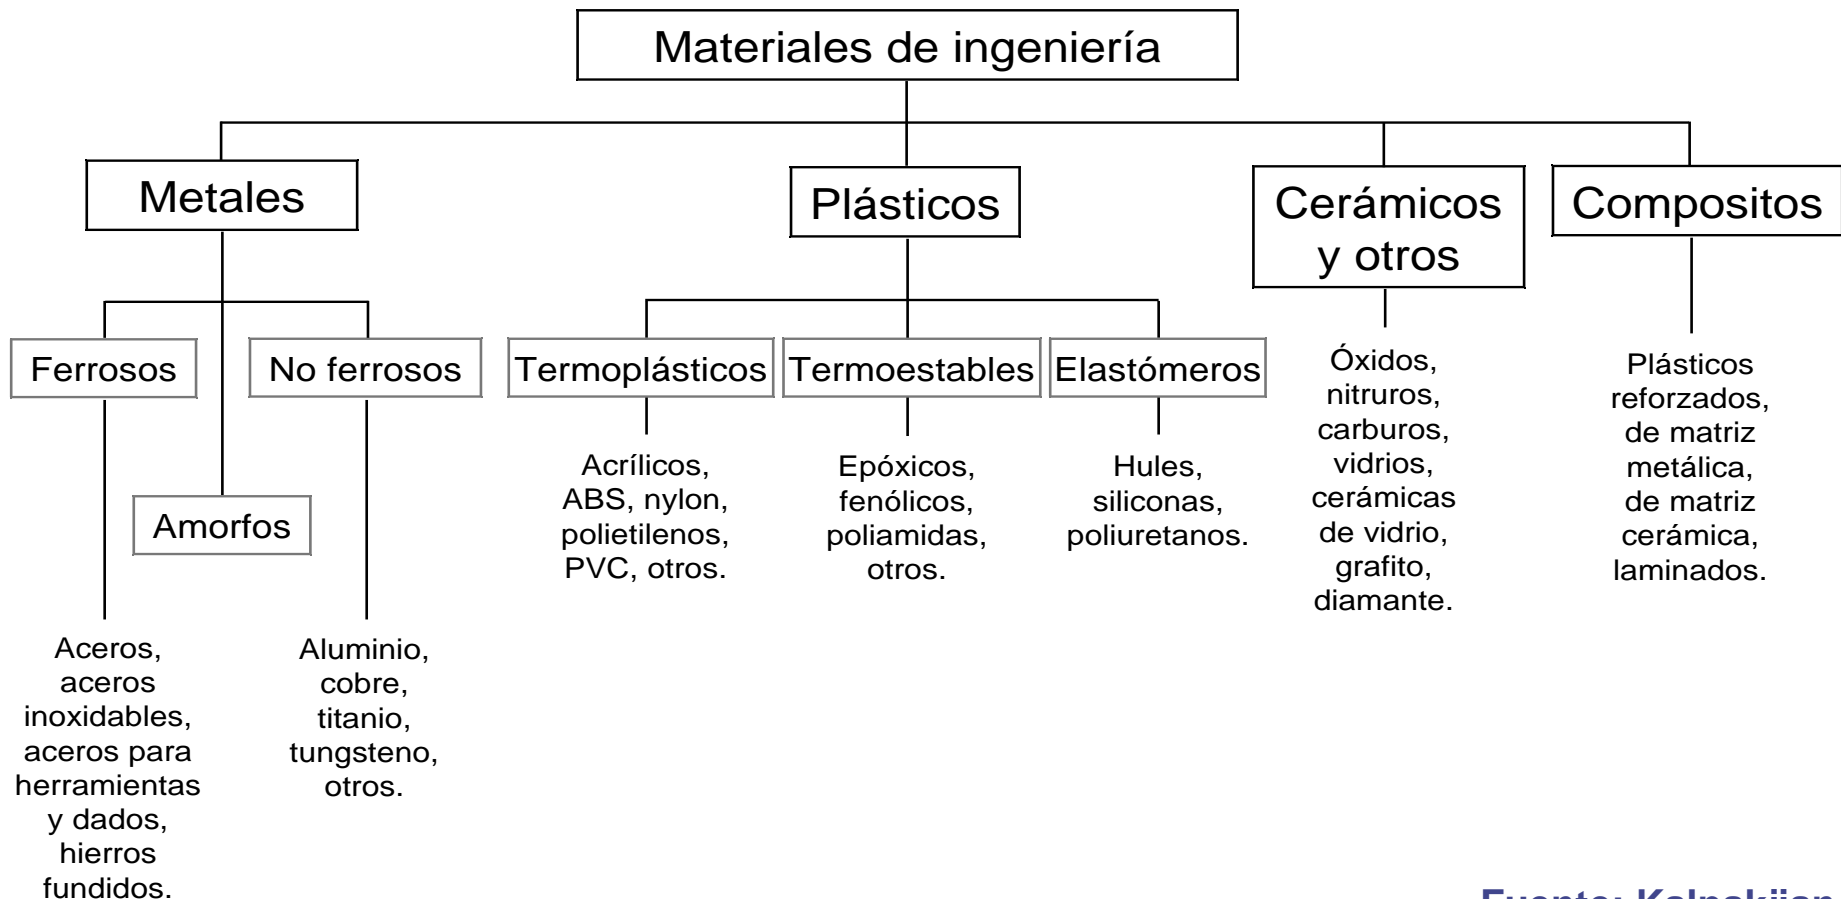 Materiales de ingeniería
Metales
Plásticos
Cerámicos
y otros
Compositos
Ferrosos
No ferrosos
Amorfos
Termoplásticos
Termoestables
Elastómeros
Aceros,
aceros
inoxidables,
aceros para
herramientas
y dados,
hierros
fundidos.
Aluminio,
cobre,
titanio,
tungsteno,
otros.
Acrílicos,
ABS, nylon,
polietilenos,
PVC, otros.
Epóxicos,
fenólicos,
poliamidas,
otros.
Hules,
siliconas,
poliuretanos.
Óxidos,
nitruros,
carburos,
vidrios,
cerámicas
de vidrio,
grafito,
diamante.
Plásticos
reforzados,
de matriz
metálica,
de matriz
cerámica,
laminados.
Fuente: Kalpakjian